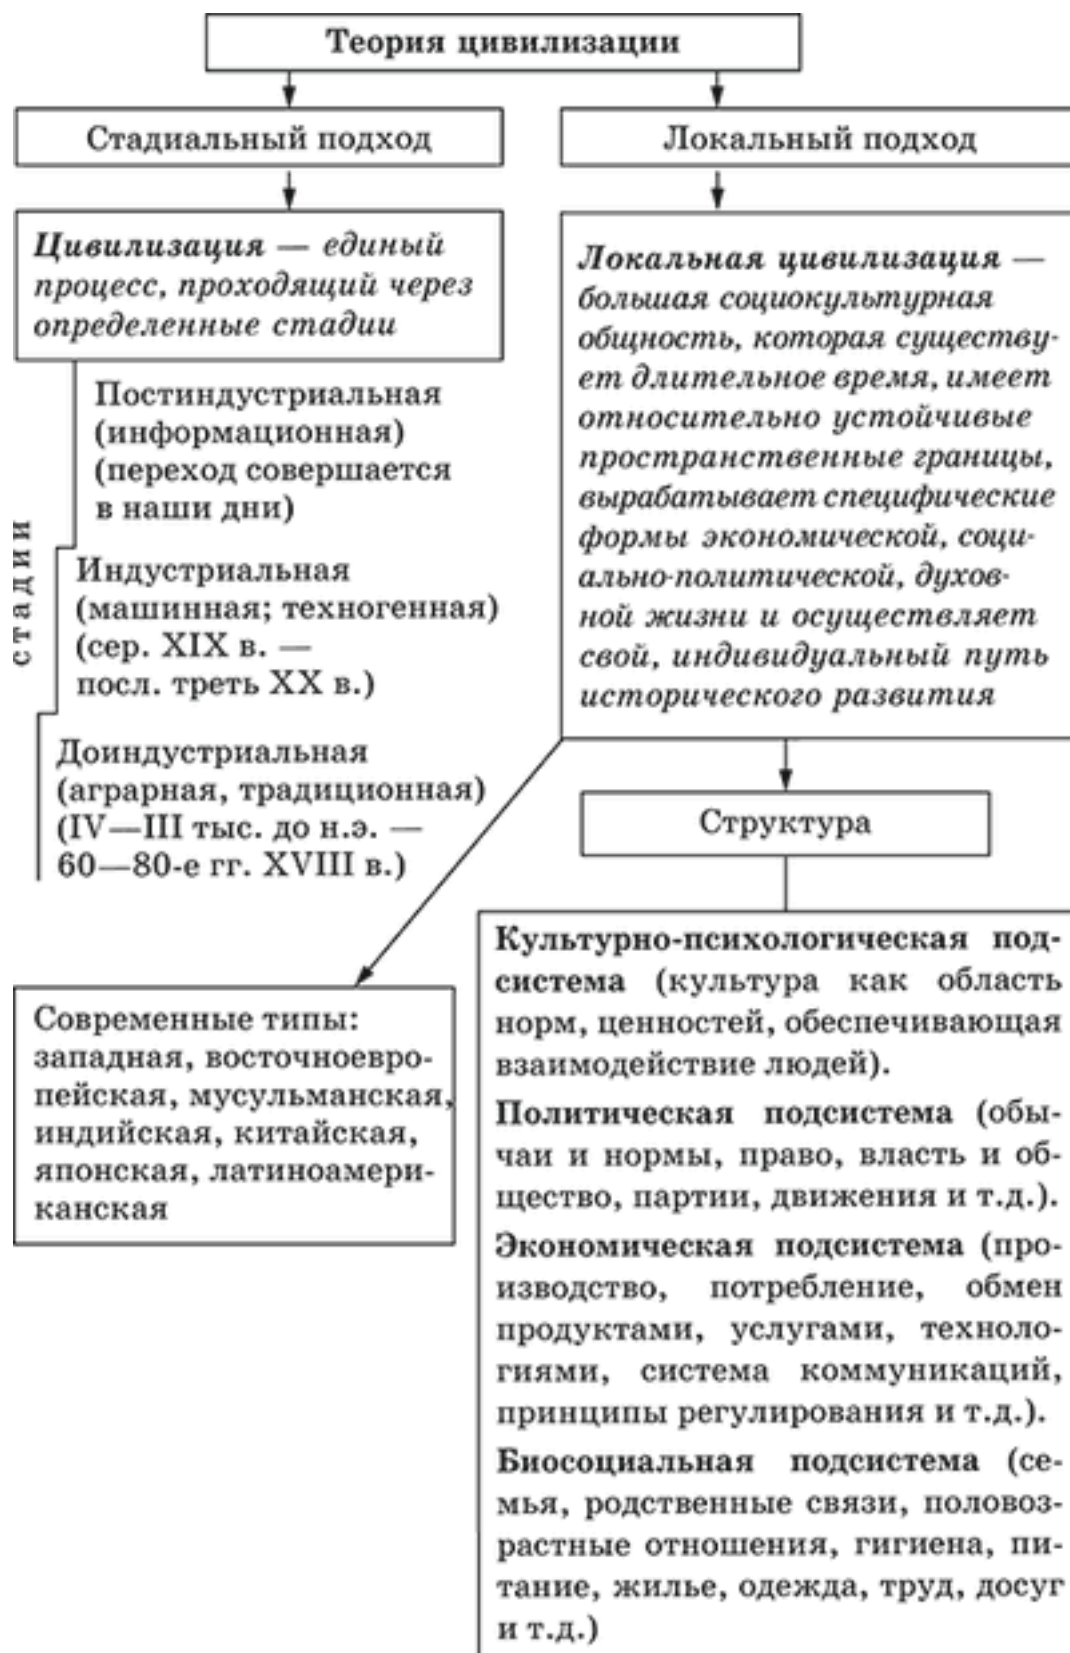 Теория цивилизации
Стадиальный подход
Цивилизация — единый
процесс, проходящий через
определенные стадии
стадии
Постиндустриальная
(информационная)
(переход совершается
в наши дни)
Индустриальная
(машинная; техногенная)
(сер. XIX в. —
посл. треть XX в.)
Доиндустриальная
(аграрная, традиционная)
(IV—III тыс. до н.э. —
60—80-е гг. XVIII в.)
Локальный подход
Локальная цивилизация —
большая социокультурная
общность, которая существу-
ет длительное время, имеет
относительно устойчивые
пространственные границы,
вырабатывает специфические
формы экономической, соци-
ально-политической, духов-
ной жизни и осуществляет
свой, индивидуальный путь
исторического развития
Современные типы:
западная, восточноевро-
пейская, мусульманская,
индийская, китайская,
японская, латиноамери-
канская
Структура
Культурно-психологическая под-
система (культура как область
норм, ценностей, обеспечивающая
взаимодействие людей).
Политическая подсистема (обы-
чаи и нормы, право, власть и об-
щество, партии, движения и т.д.).
Экономическая подсистема (про-
изводство, потребление, обмен
продуктами, услугами, техноло-
гиями, система коммуникаций,
принципы регулирования и т.д.).
Биосоциальная подсистема (се-
мья, родственные связи, половоз-
растные отношения, гигиена, пи-
тание, жилье, одежда, труд, досуг
и т.д.)